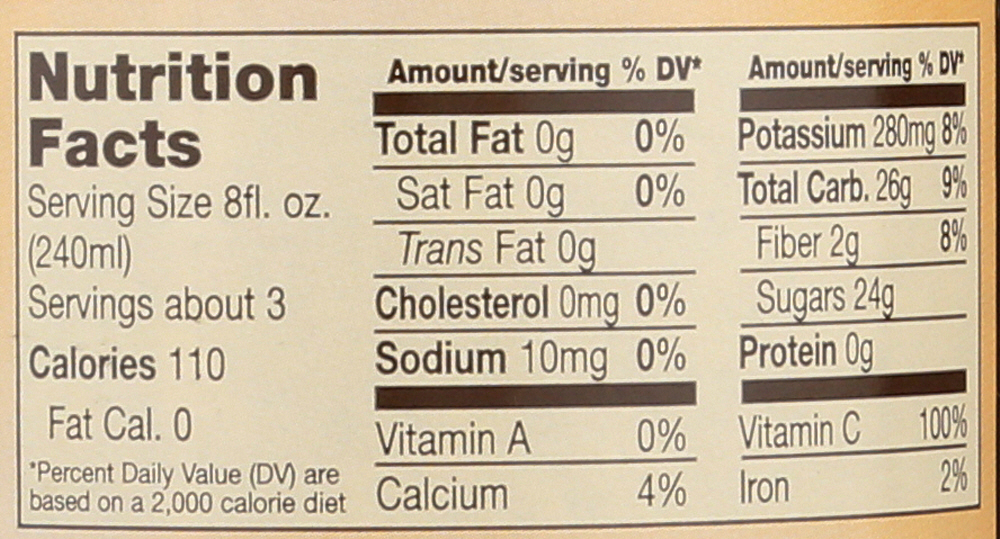 Nutrition
Facts
Serving Size 8fl. oz.
(240ml)
Servings about 3
Calories 110
Fat Cal. 0
*Percent Daily Value (DV) are
based on a 2,000 calorie diet
Amount/serving % DV*
Total Fat 0g 0%
Sat Fat 0g 0%
Trans Fat 0g
Cholesterol 0mg 0%
Sodium 10mg 0%
Vitamin A 0%
Calcium 4%
Amount/serving % DV*
Potassium 280mg 8%
Total Carb. 26g 9%
Fiber 2g 8%
Sugars 24g
Protein 0g
Vitamin C 100%
Iron 2%